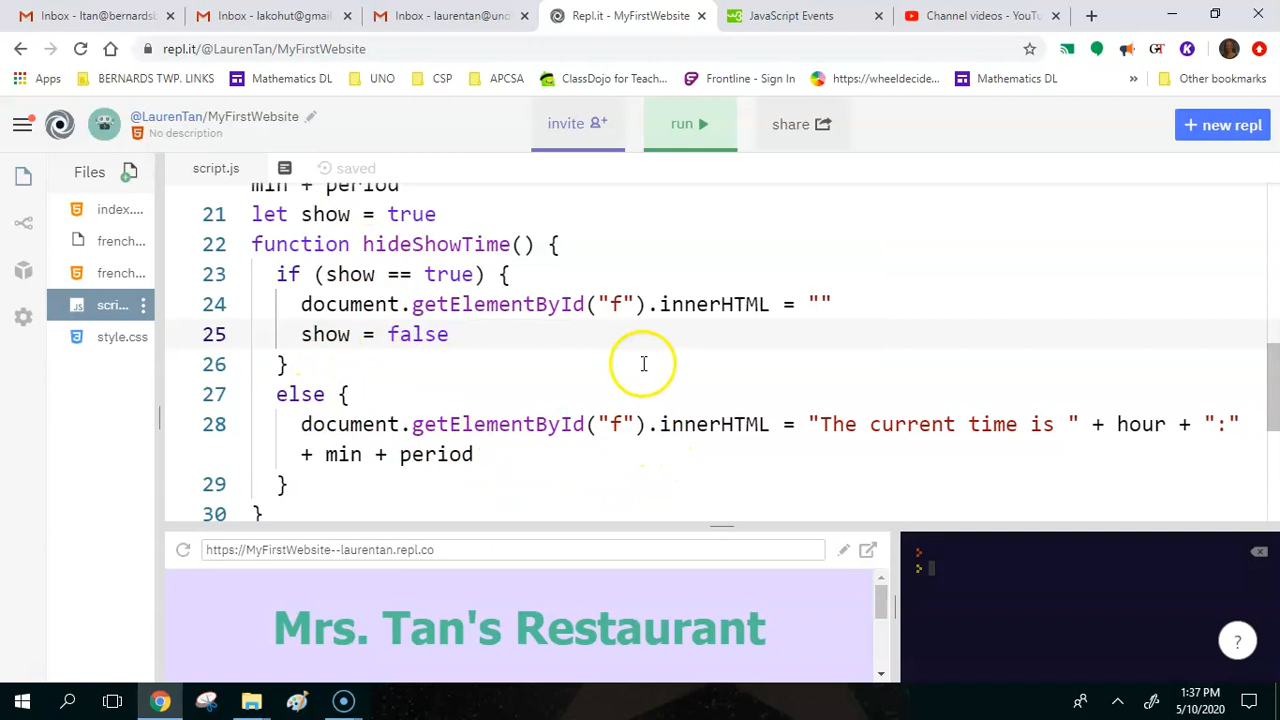 Inbox - ltan@bernardsb
Inbox - lakohut@gmail
Inbox - laurentan@uno
Repl.it - MyFirstWebsite
JavaScript Events
Channel videos - YouTu
repl.it/@LaurenTan/MyFirstWebsite
Apps
BERNARDS TWP. LINKS
Mathematics DL
UNO
CSP
APCSA
ClassDojo for Teach...
Frontline - Sign In
https://wheeldecide...
Mathematics DL
»
Other bookmarks
@LaurenTan/MyFirstWebsite
No description
invite
run
share
+ new repl
Files
script.js
saved
index....
french...
french...
scri...
style.css
min + period
21 let show = true
22 function hideShowTime() {
23 if (show == true) {
24 document.getElementById("f").innerHTML = ""
25 show = false
26 }
27 else {
28 document.getElementById("f").innerHTML = "The current time is " + hour + ":"
+ min + period
29 }
30 }
https://MyFirstWebsite--laurentan.repl.co
Mrs. Tan's Restaurant
>
>
?
1:37 PM
5/10/2020